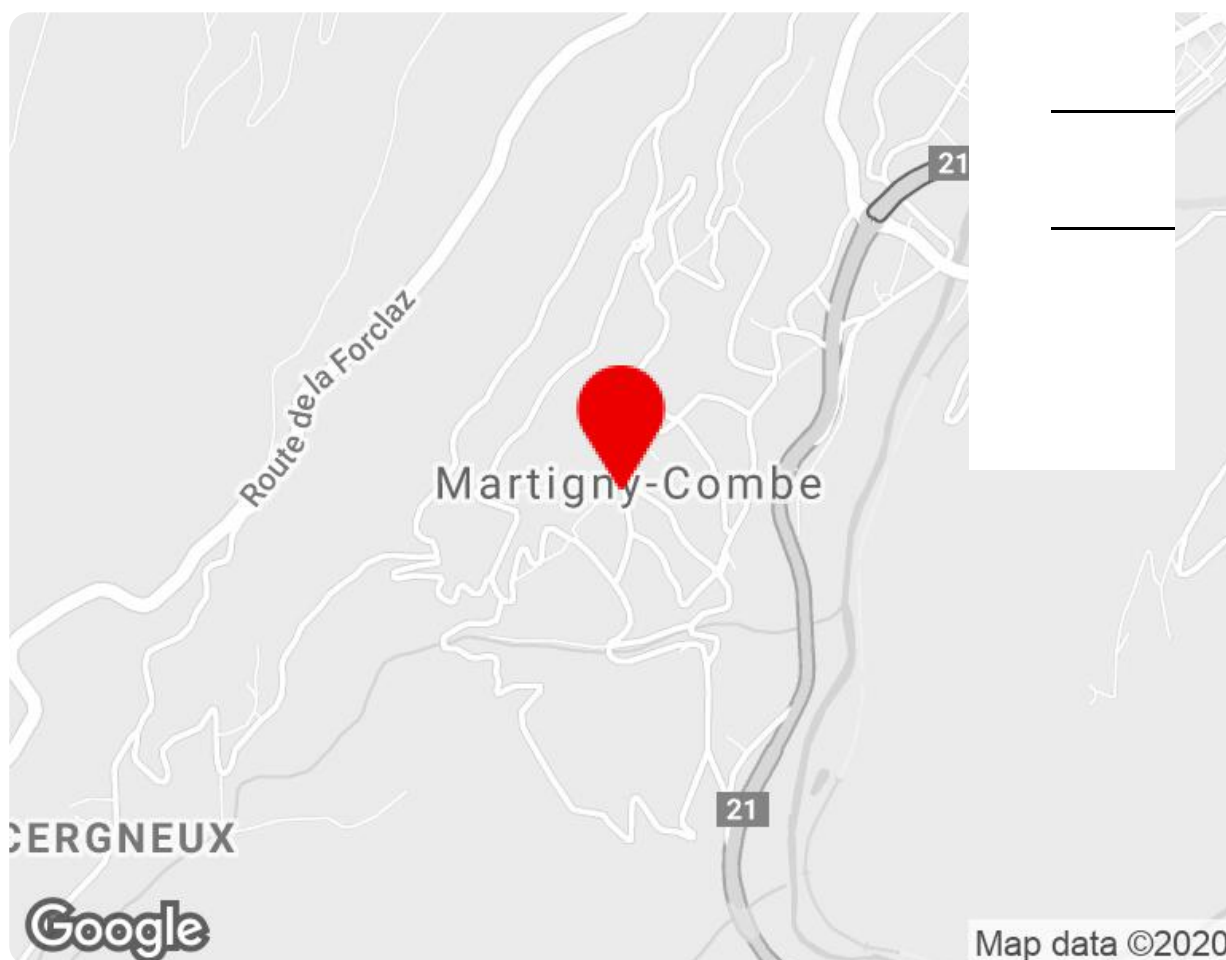 21
Route de la Forclaz
Martigny-Combe
21
CERGNEUX
Google
Map data ©2020